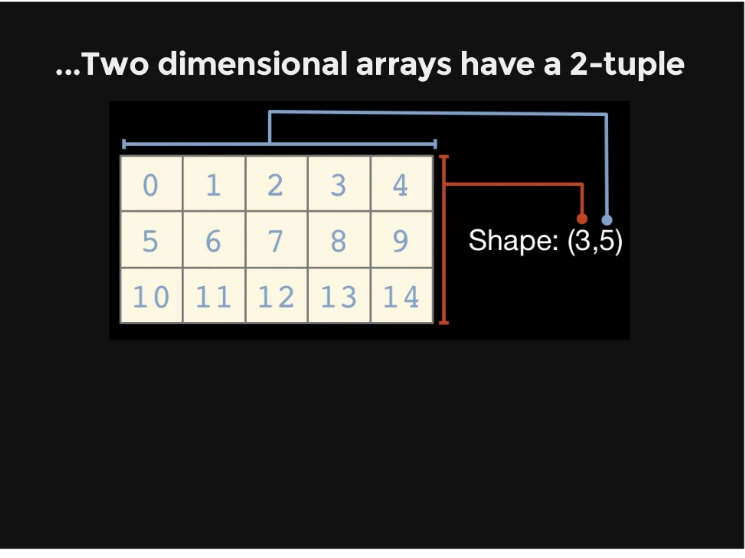 ...Two dimensional arrays have a 2-tuple
0 1 2 3 4
5 6 7 8 9
10 11 12 13 14
Shape: (3,5)